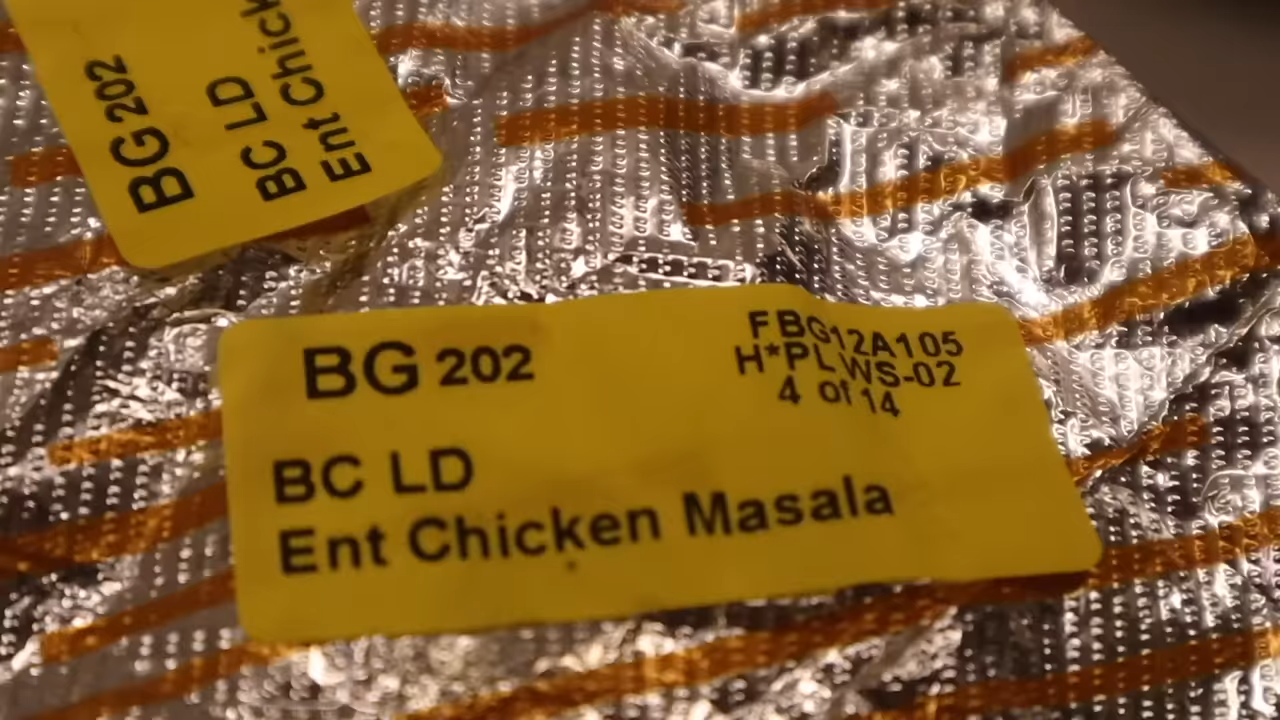 BG 202
BC LD
Ent Chick
BG 202
FBG12A105
H*PLWS-02
4 of 14
BC LD
Ent Chicken Masala